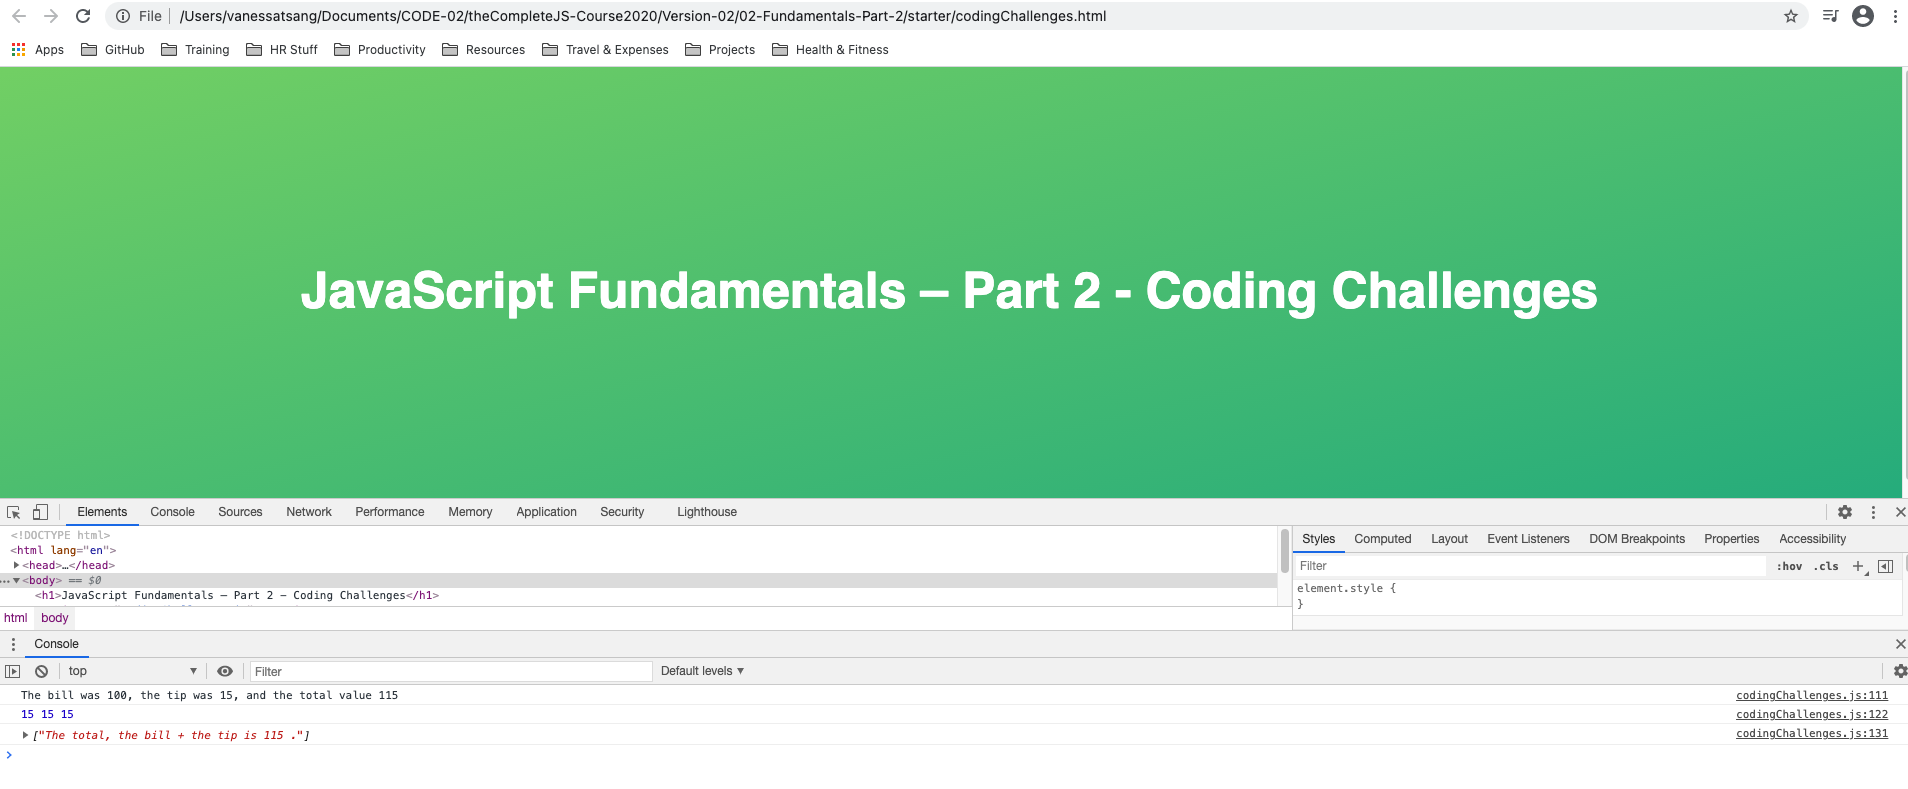 File /Users/vanessatsang/Documents/CODE-02/theCompleteJS-Course2020/Version-02/02-Fundamentals-Part-2/starter/codingChallenges.html
Apps GitHub Training HR Stuff Productivity Resources Travel & Expenses Projects Health & Fitness
JavaScript Fundamentals – Part 2 - Coding Challenges
Elements Console Sources Network Performance Memory Application Security Lighthouse
<!DOCTYPE html>
<html lang="en">
<head>…</head>
<body> == $0
<h1>JavaScript Fundamentals – Part 2 - Coding Challenges</h1>
html body
Styles Computed Layout Event Listeners DOM Breakpoints Properties Accessibility
Filter :hov .cls +
element.style {
}
Console
top Filter Default levels
The bill was 100, the tip was 15, and the total value 115 codingChallenges.js:111
15 15 15 codingChallenges.js:122
["The total, the bill + the tip is 115 ."] codingChallenges.js:131